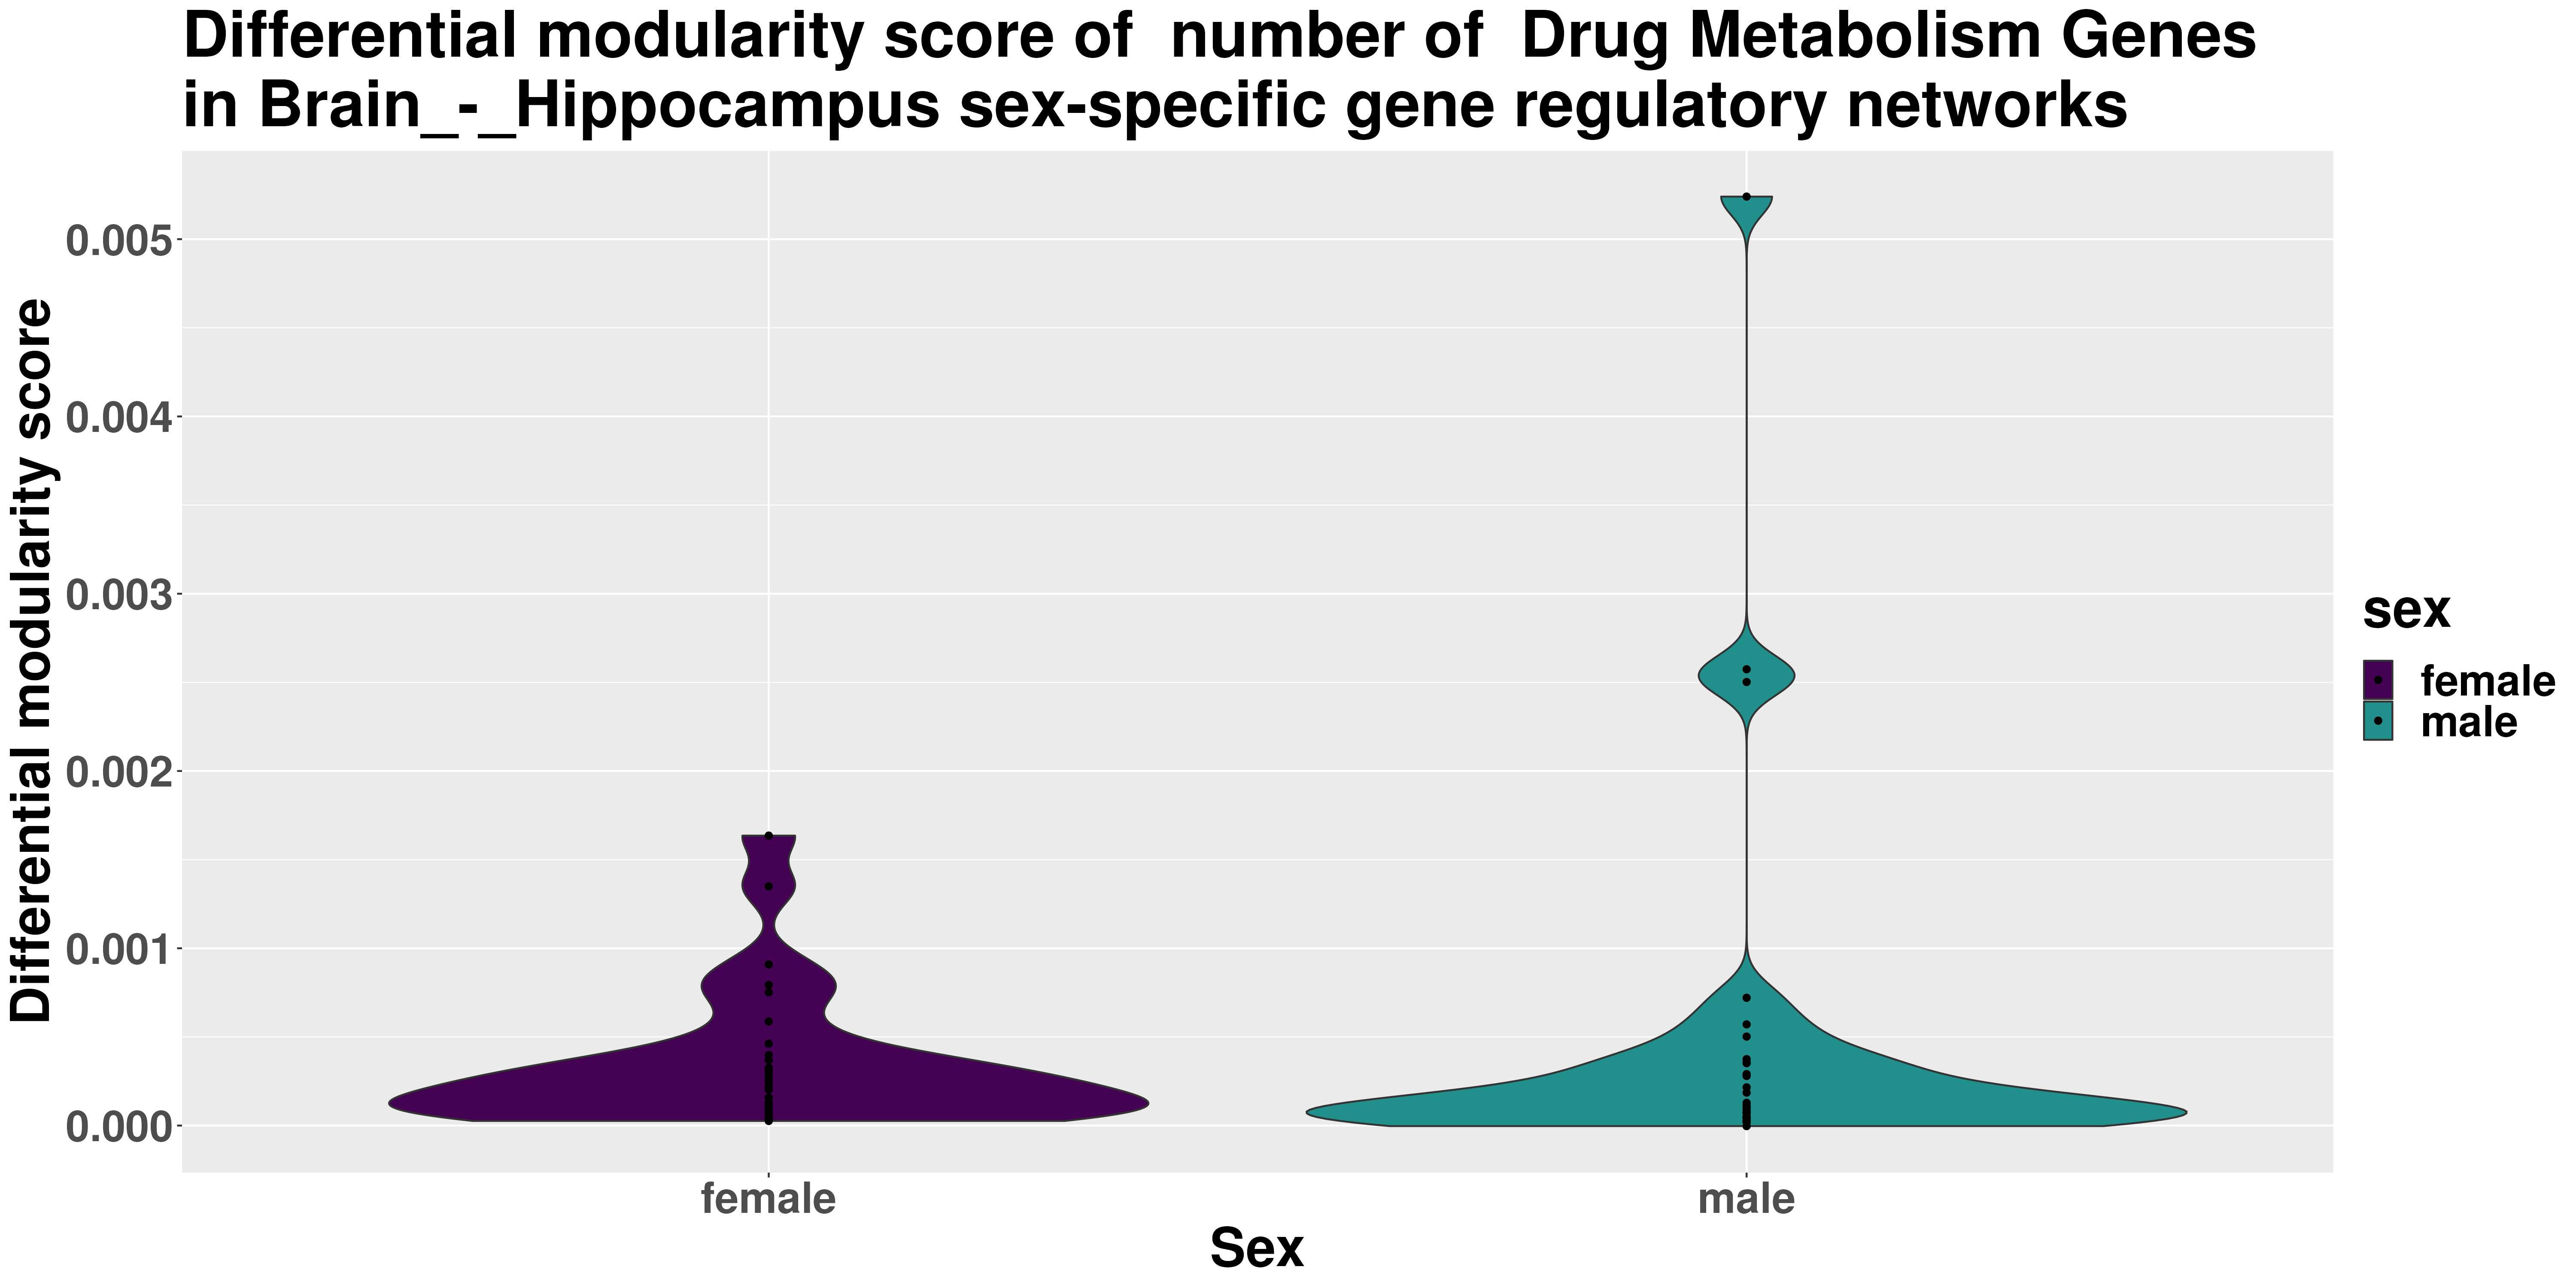 Differential modularity score of  number of  Drug Metabolism Genes
in Brain_-_Hippocampus sex-specific gene regulatory networks
Differential modularity score
0.005
0.004
0.003
0.002
0.001
0.000
female
male
Sex
sex
female
male